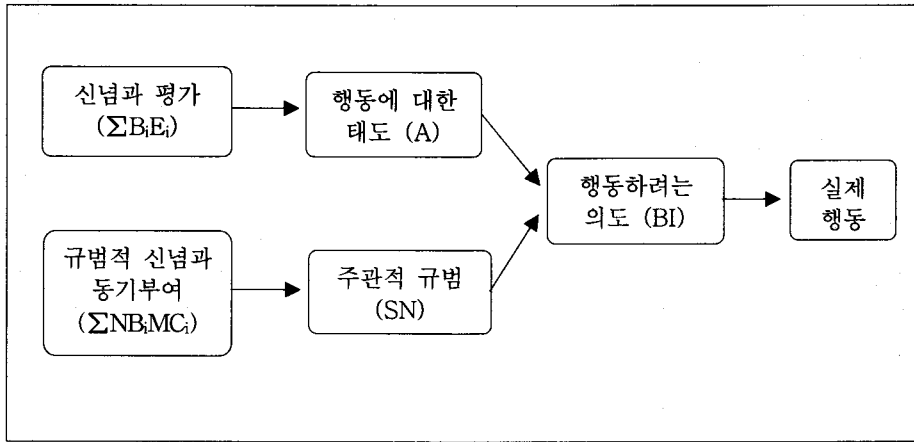 신념과 평가
(∑BiEi)
행동에 대한
태도 (A)
규범적 신념과
동기부여
(∑NBiMCi)
주관적 규범
(SN)
행동하려는
의도 (BI)
실제
행동